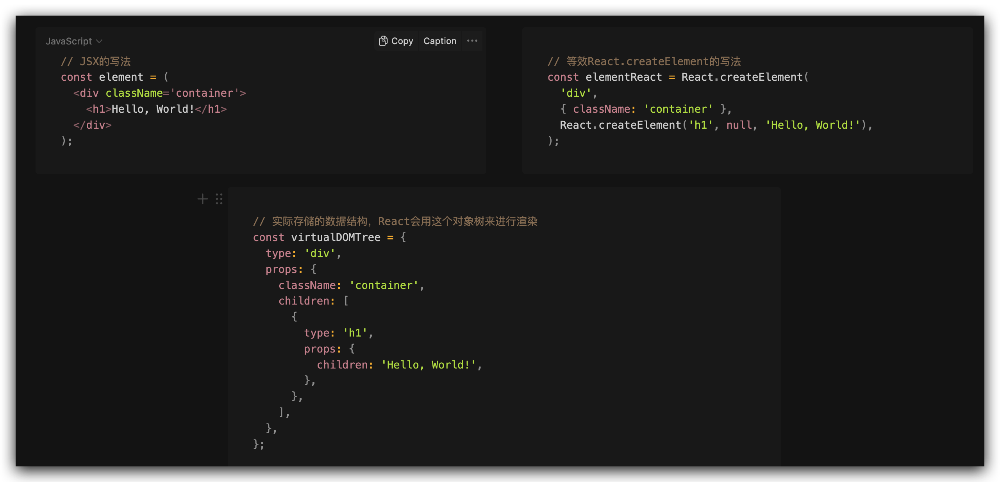 JavaScript
Copy Caption
// JSX的写法
const element = (
  <div className='container'>
    <h1>Hello, World!</h1>
  </div>
);
// 等效React.createElement的写法
const elementReact = React.createElement(
  'div',
  { className: 'container' },
  React.createElement('h1', null, 'Hello, World!'),
);
// 实际存储的数据结构，React会用这个对象树来进行渲染
const virtualDOMTree = {
  type: 'div',
  props: {
    className: 'container',
    children: [
      {
        type: 'h1',
        props: {
          children: 'Hello, World!',
        },
      },
    ],
  },
};